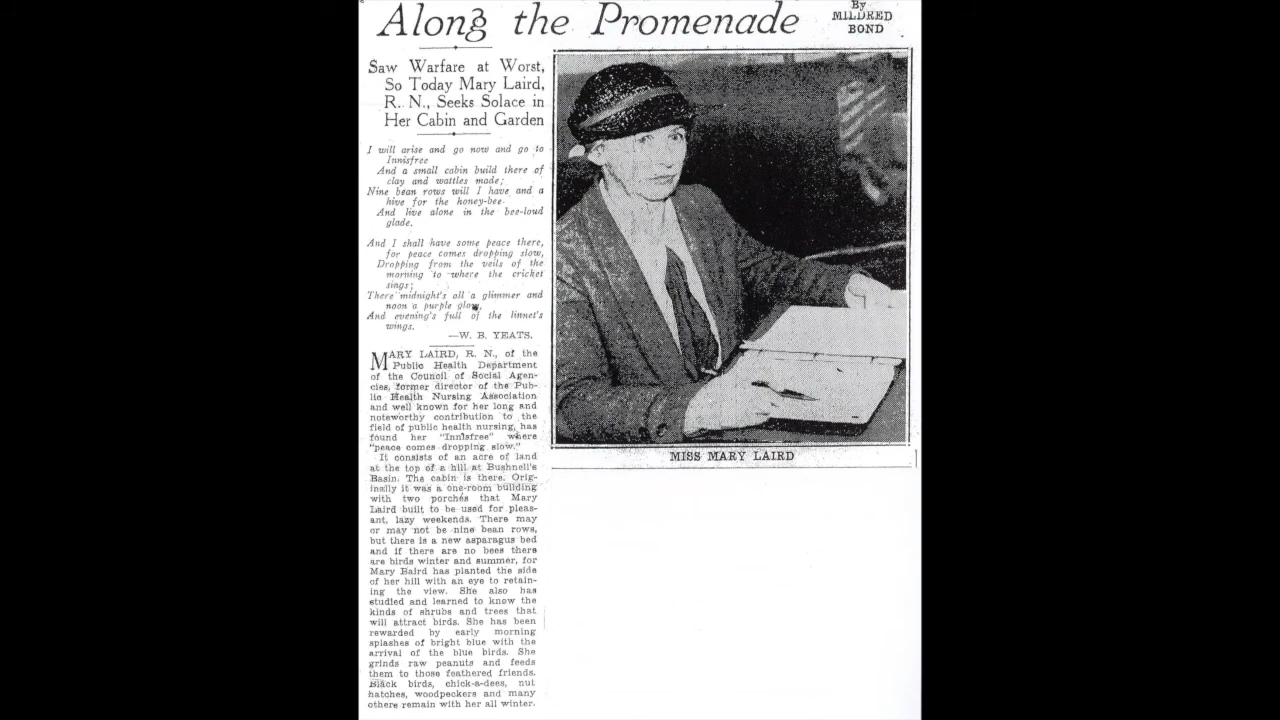 Along the Promenade
By
MILDRED
BOND
Saw Warfare at Worst,
So Today Mary Laird,
R. N., Seeks Solace in
Her Cabin and Garden
I will arise and go now and go to
Innisfree
And a small cabin build there of
clay and wattles made;
Nine bean rows will I have and a
hive for the honey-bee
And live alone in the bee-loud
glade.
And I shall have some peace there,
for peace comes dropping slow,
Dropping from the veils of the
morning to where the cricket
sings;
There midnight's all a glimmer and
noon a purple glow,
And evening's full of the linnet's
wings.
—W. B. YEATS.
MARY LAIRD, R. N., of the
Public Health Department
of the Council of Social Agen-
cies, former director of the Pub-
lic Health Nursing Association
and well known for her long and
noteworthy contribution to the
field of public health nursing, has
found her "Innisfree" where
"peace comes dropping slow."
It consists of an acre of land
at the top of a hill at Bushnell's
Basin. The cabin is there. Orig-
inally it was a one-room building
with two porches that Mary
Laird built to be used for pleas-
ant, lazy weekends. There may
or may not be nine bean rows,
but there is a new asparagus bed
and if there are no bees there
are birds winter and summer, for
Mary Baird has planted the side
of her hill with an eye to retain-
ing the view. She also has
studied and learned to know the
kinds of shrubs and trees that
will attract birds. She has been
rewarded by early morning
splashes of bright blue with the
arrival of the blue birds. She
grinds raw peanuts and feeds
them to those feathered friends.
Black birds, chick-a-dees, nut
hatches, woodpeckers and many
others remain with her all winter.
MISS MARY LAIRD